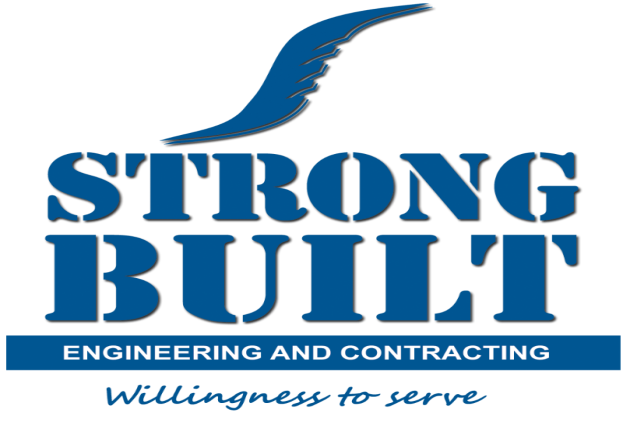 STRONG
BUILT
ENGINEERING AND CONTRACTING
Willingness to serve